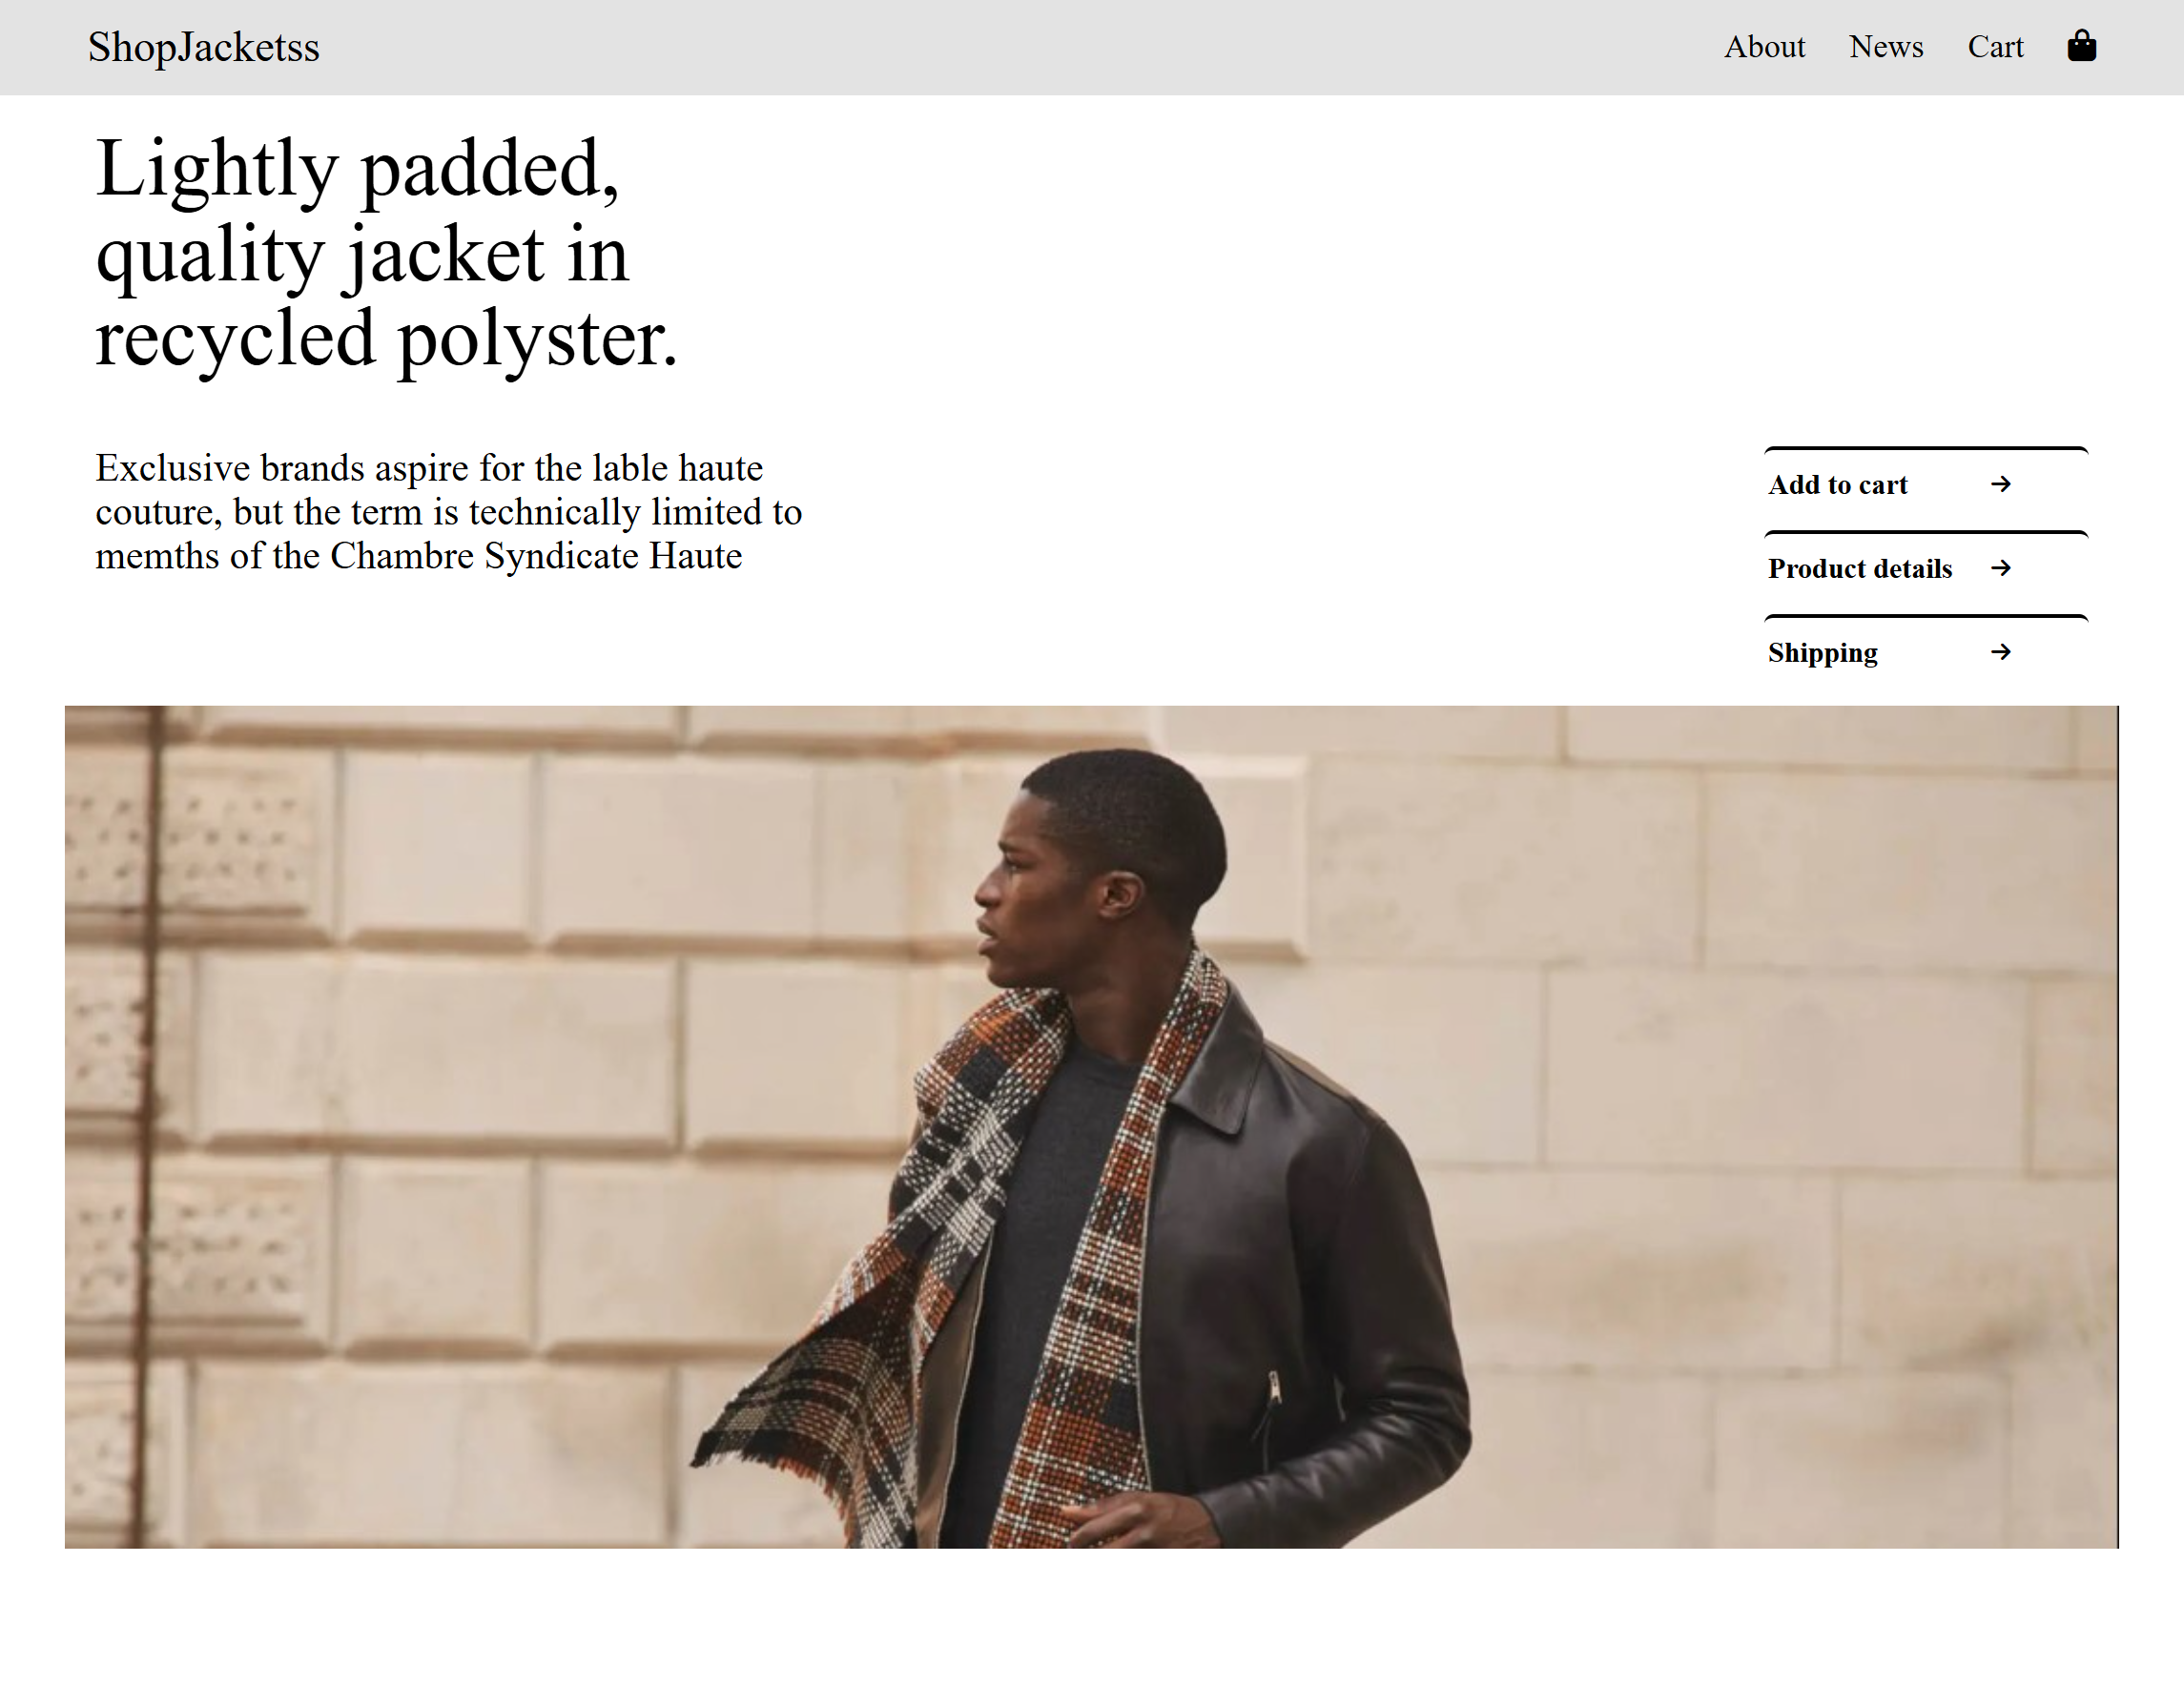 ShopJacketss
About News Cart
Lightly padded,
quality jacket in
recycled polyster.
Exclusive brands aspire for the lable haute
couture, but the term is technically limited to
memths of the Chambre Syndicate Haute
Add to cart
Product details
Shipping